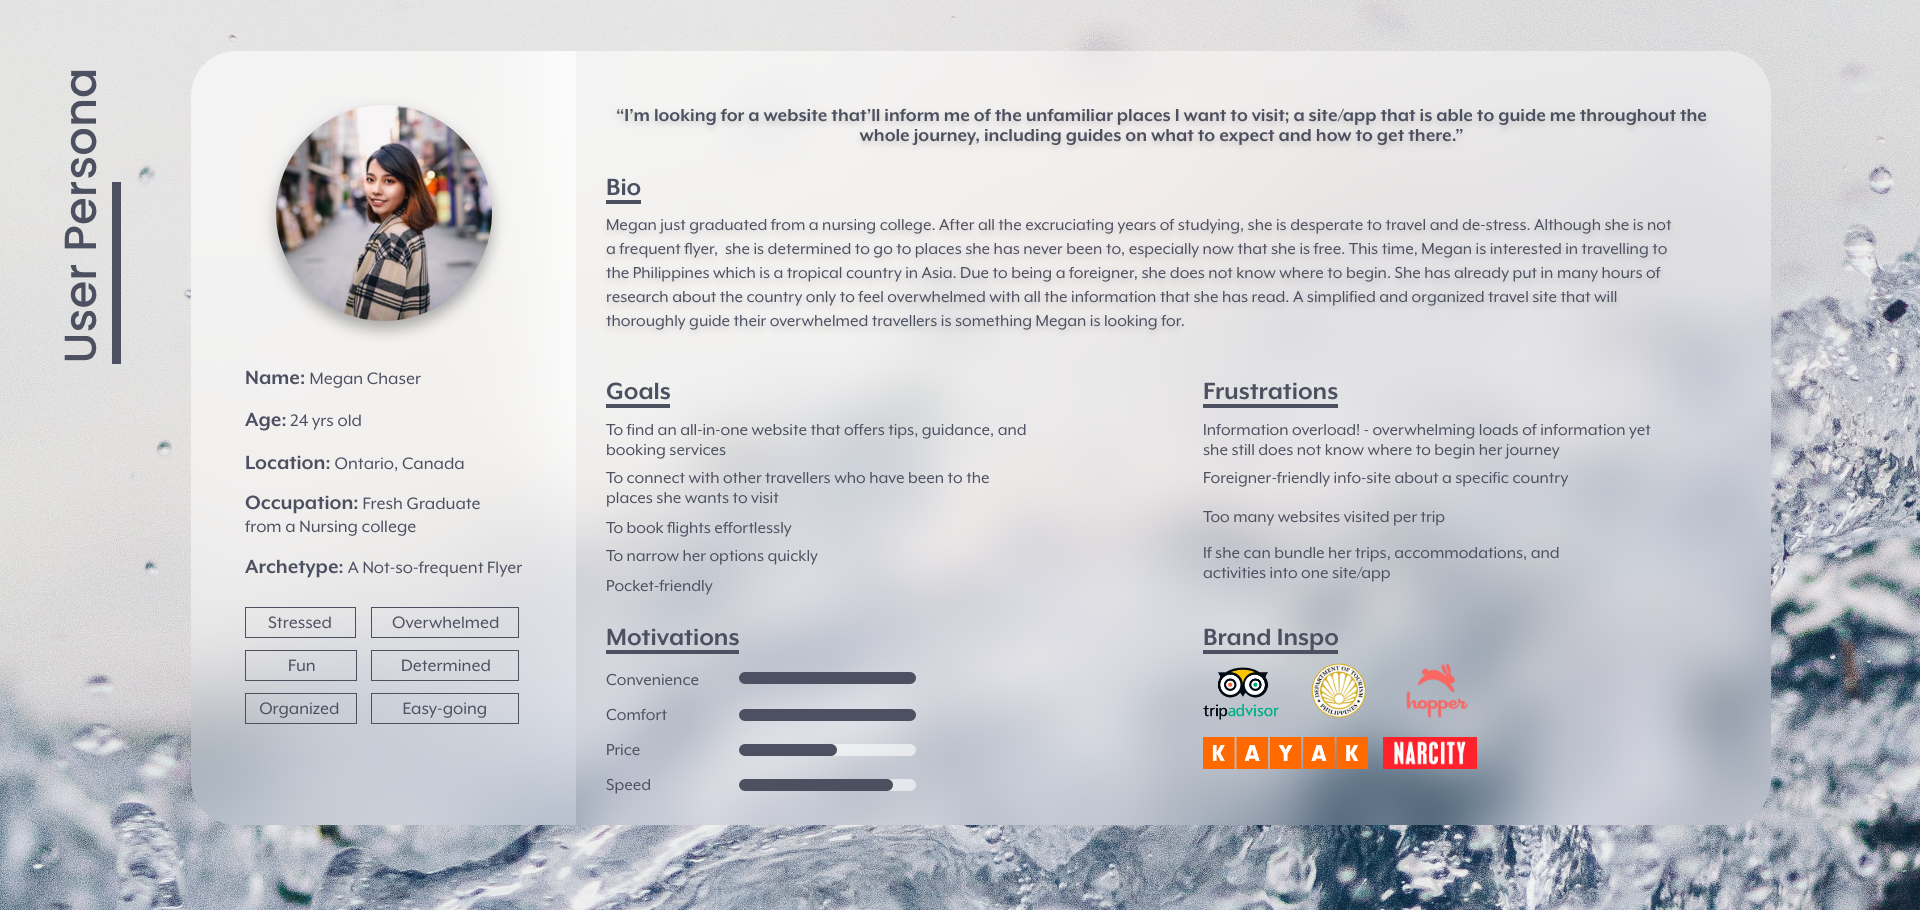 User Persona
Name: Megan Chaser
Age: 24 yrs old
Location: Ontario, Canada
Occupation: Fresh Graduate
from a Nursing college
Archetype: A Not-so-frequent Flyer
Stressed
Overwhelmed
Fun
Determined
Organized
Easy-going
“I’m looking for a website that’ll inform me of the unfamiliar places I want to visit; a site/app that is able to guide me throughout the
whole journey, including guides on what to expect and how to get there.”
Bio
Megan just graduated from a nursing college. After all the excruciating years of studying, she is desperate to travel and de-stress. Although she is not
a frequent flyer,  she is determined to go to places she has never been to, especially now that she is free. This time, Megan is interested in travelling to
the Philippines which is a tropical country in Asia. Due to being a foreigner, she does not know where to begin. She has already put in many hours of
research about the country only to feel overwhelmed with all the information that she has read. A simplified and organized travel site that will
thoroughly guide their overwhelmed travellers is something Megan is looking for.
Goals
To find an all-in-one website that offers tips, guidance, and
booking services
To connect with other travellers who have been to the
places she wants to visit
To book flights effortlessly
To narrow her options quickly
Pocket-friendly
Frustrations
Information overload! - overwhelming loads of information yet
she still does not know where to begin her journey
Foreigner-friendly info-site about a specific country
Too many websites visited per trip
If she can bundle her trips, accommodations, and
activities into one site/app
Motivations
Convenience
Comfort
Price
Speed
Brand Inspo
tripadvisor
DEPARTMENT OF TOURISM
PHILIPPINES
hopper
KAYAK
NARCITY